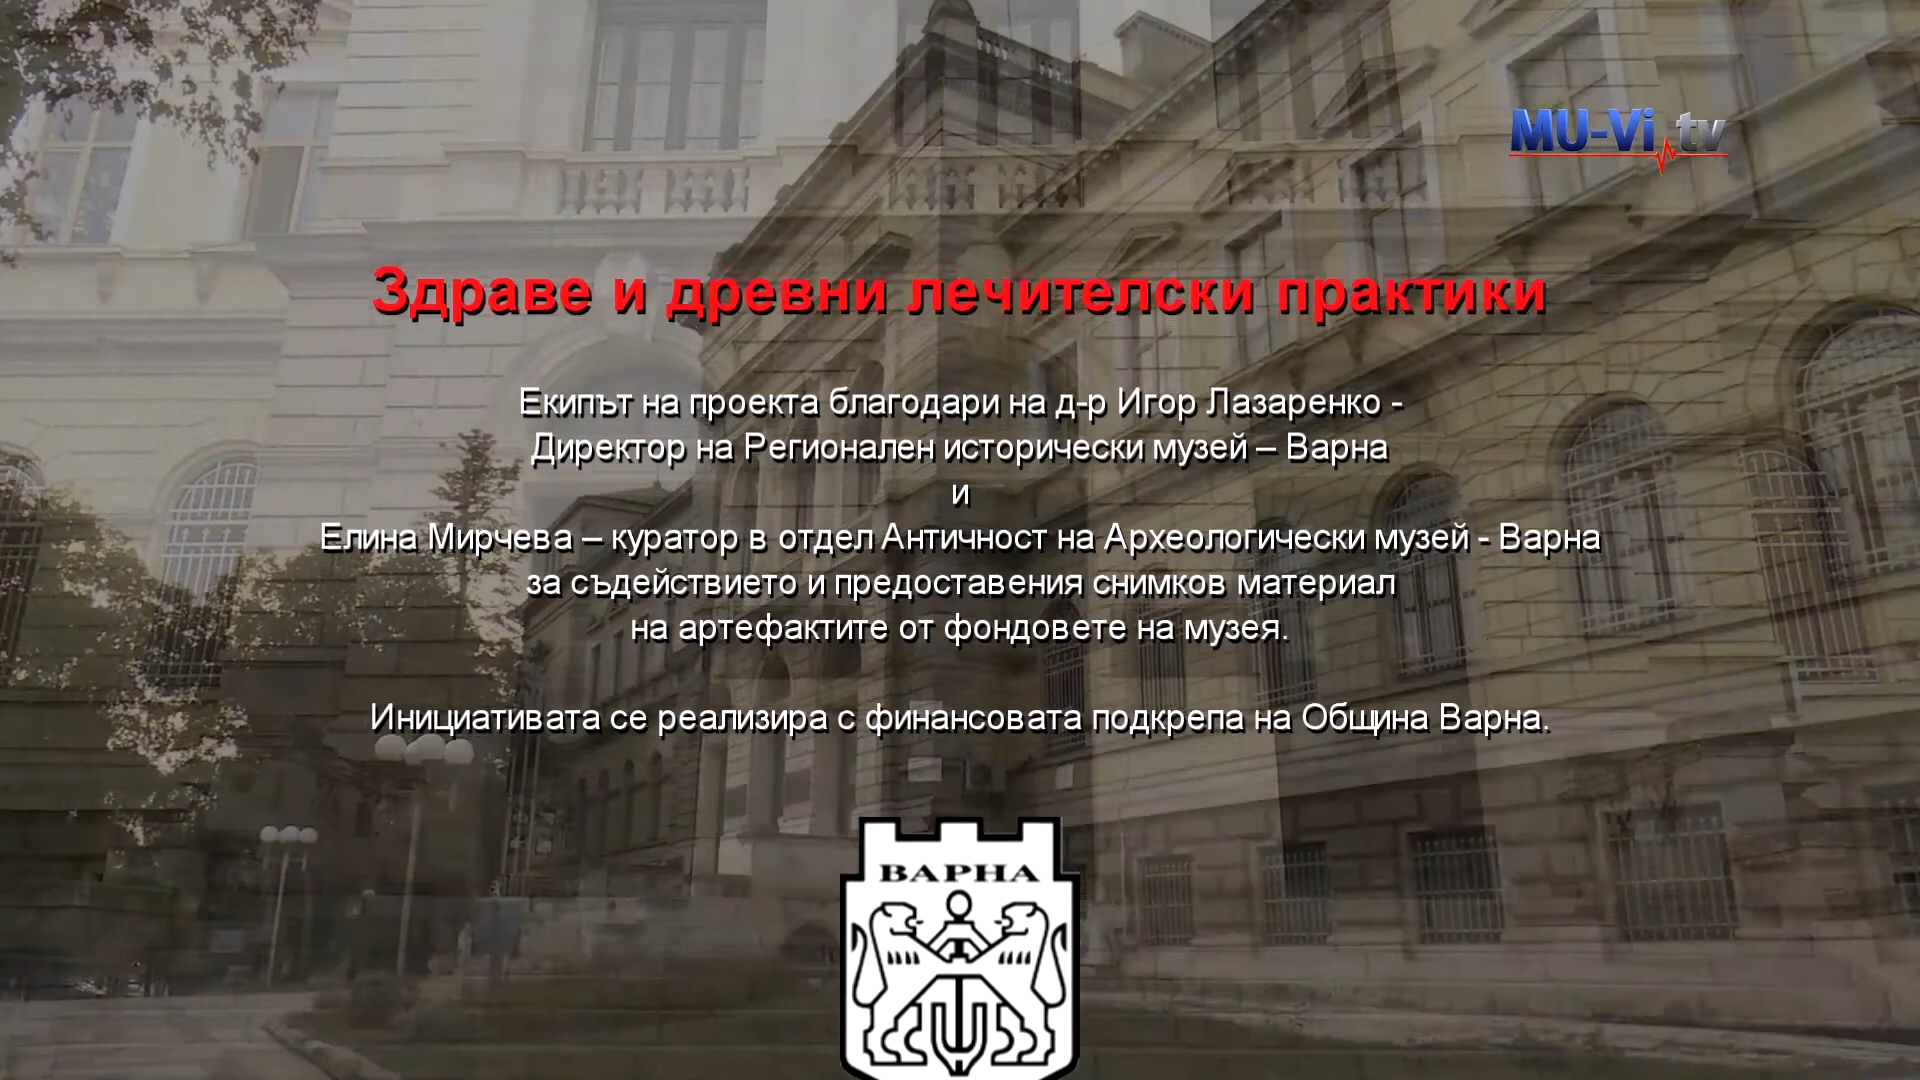 MU-Vi.tv
Здраве и древни лечителски практики
Екипът на проекта благодари на д-р Игор Лазаренко -
Директор на Регионален исторически музей – Варна
и
Елина Мирчева – куратор в отдел Античност на Археологически музей - Варна
за съдействието и предоставения снимков материал
на артефактите от фондовете на музея.
Инициативата се реализира с финансовата подкрепа на Община Варна.
ВАРНА